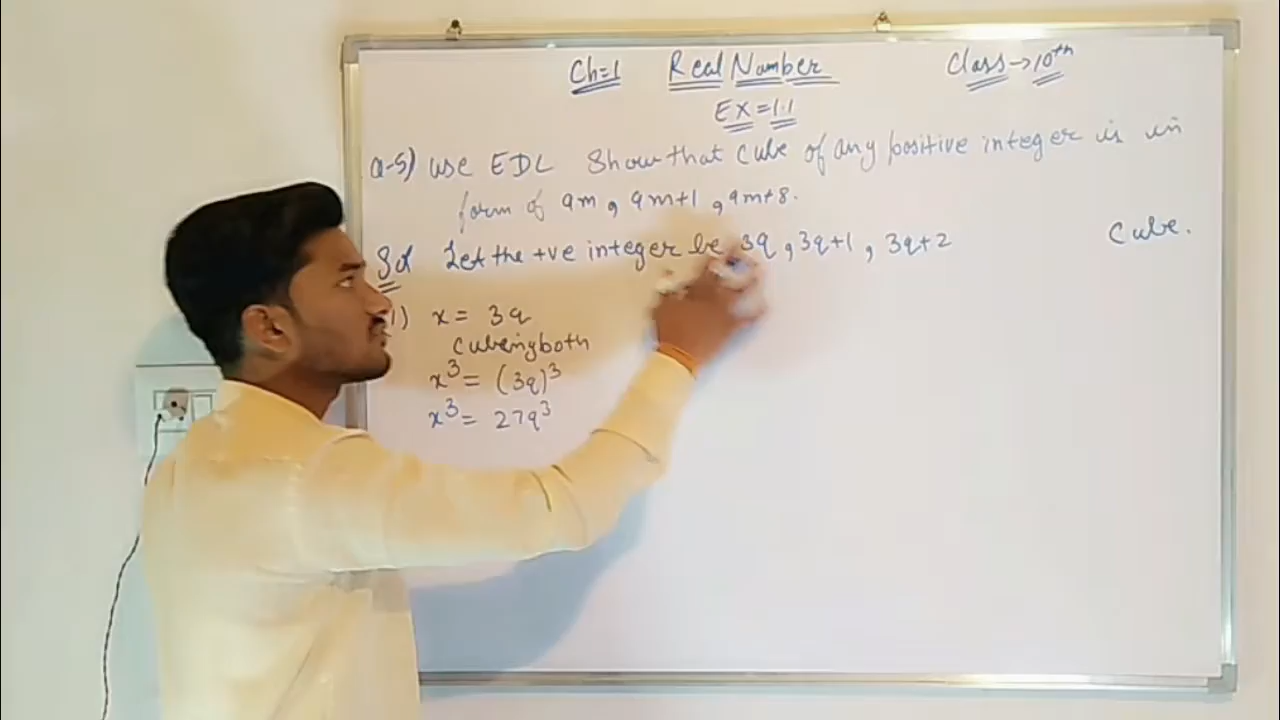 Ch=1 Real Number Class→10th
EX=1.1
Q-5) use EDL Show that cube of any positive integer is in
form of 9m, 9m+1, 9m+8.
Sol Let the +ve integer be 3q, 3q+1, 3q+2 Cube.
1) x = 3q
Cubeing both
x³ = (3q)³
x³ = 27q³